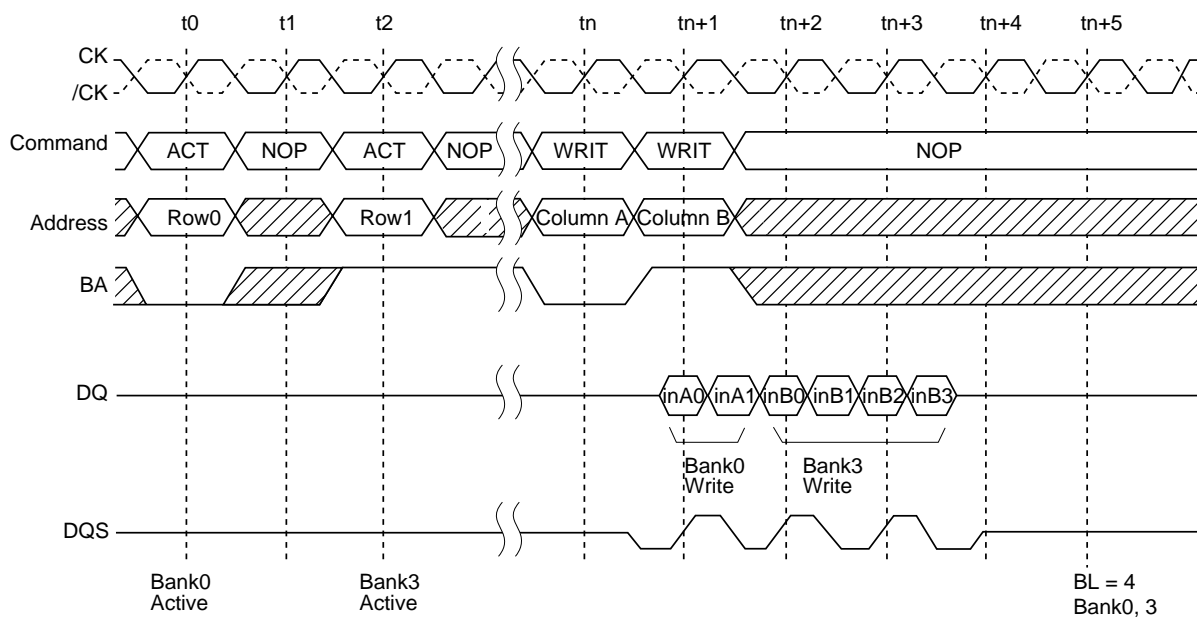 t0 t1 t2 tn tn+1 tn+2 tn+3 tn+4 tn+5
CK
/CK
Command ACT NOP ACT NOP WRIT WRIT NOP
Address Row0 Row1 Column A Column B
BA
DQ inA0 inA1 inB0 inB1 inB2 inB3
Bank0 Bank3
Write Write
DQS
Bank0 Bank3 BL = 4
Active Active Bank0, 3